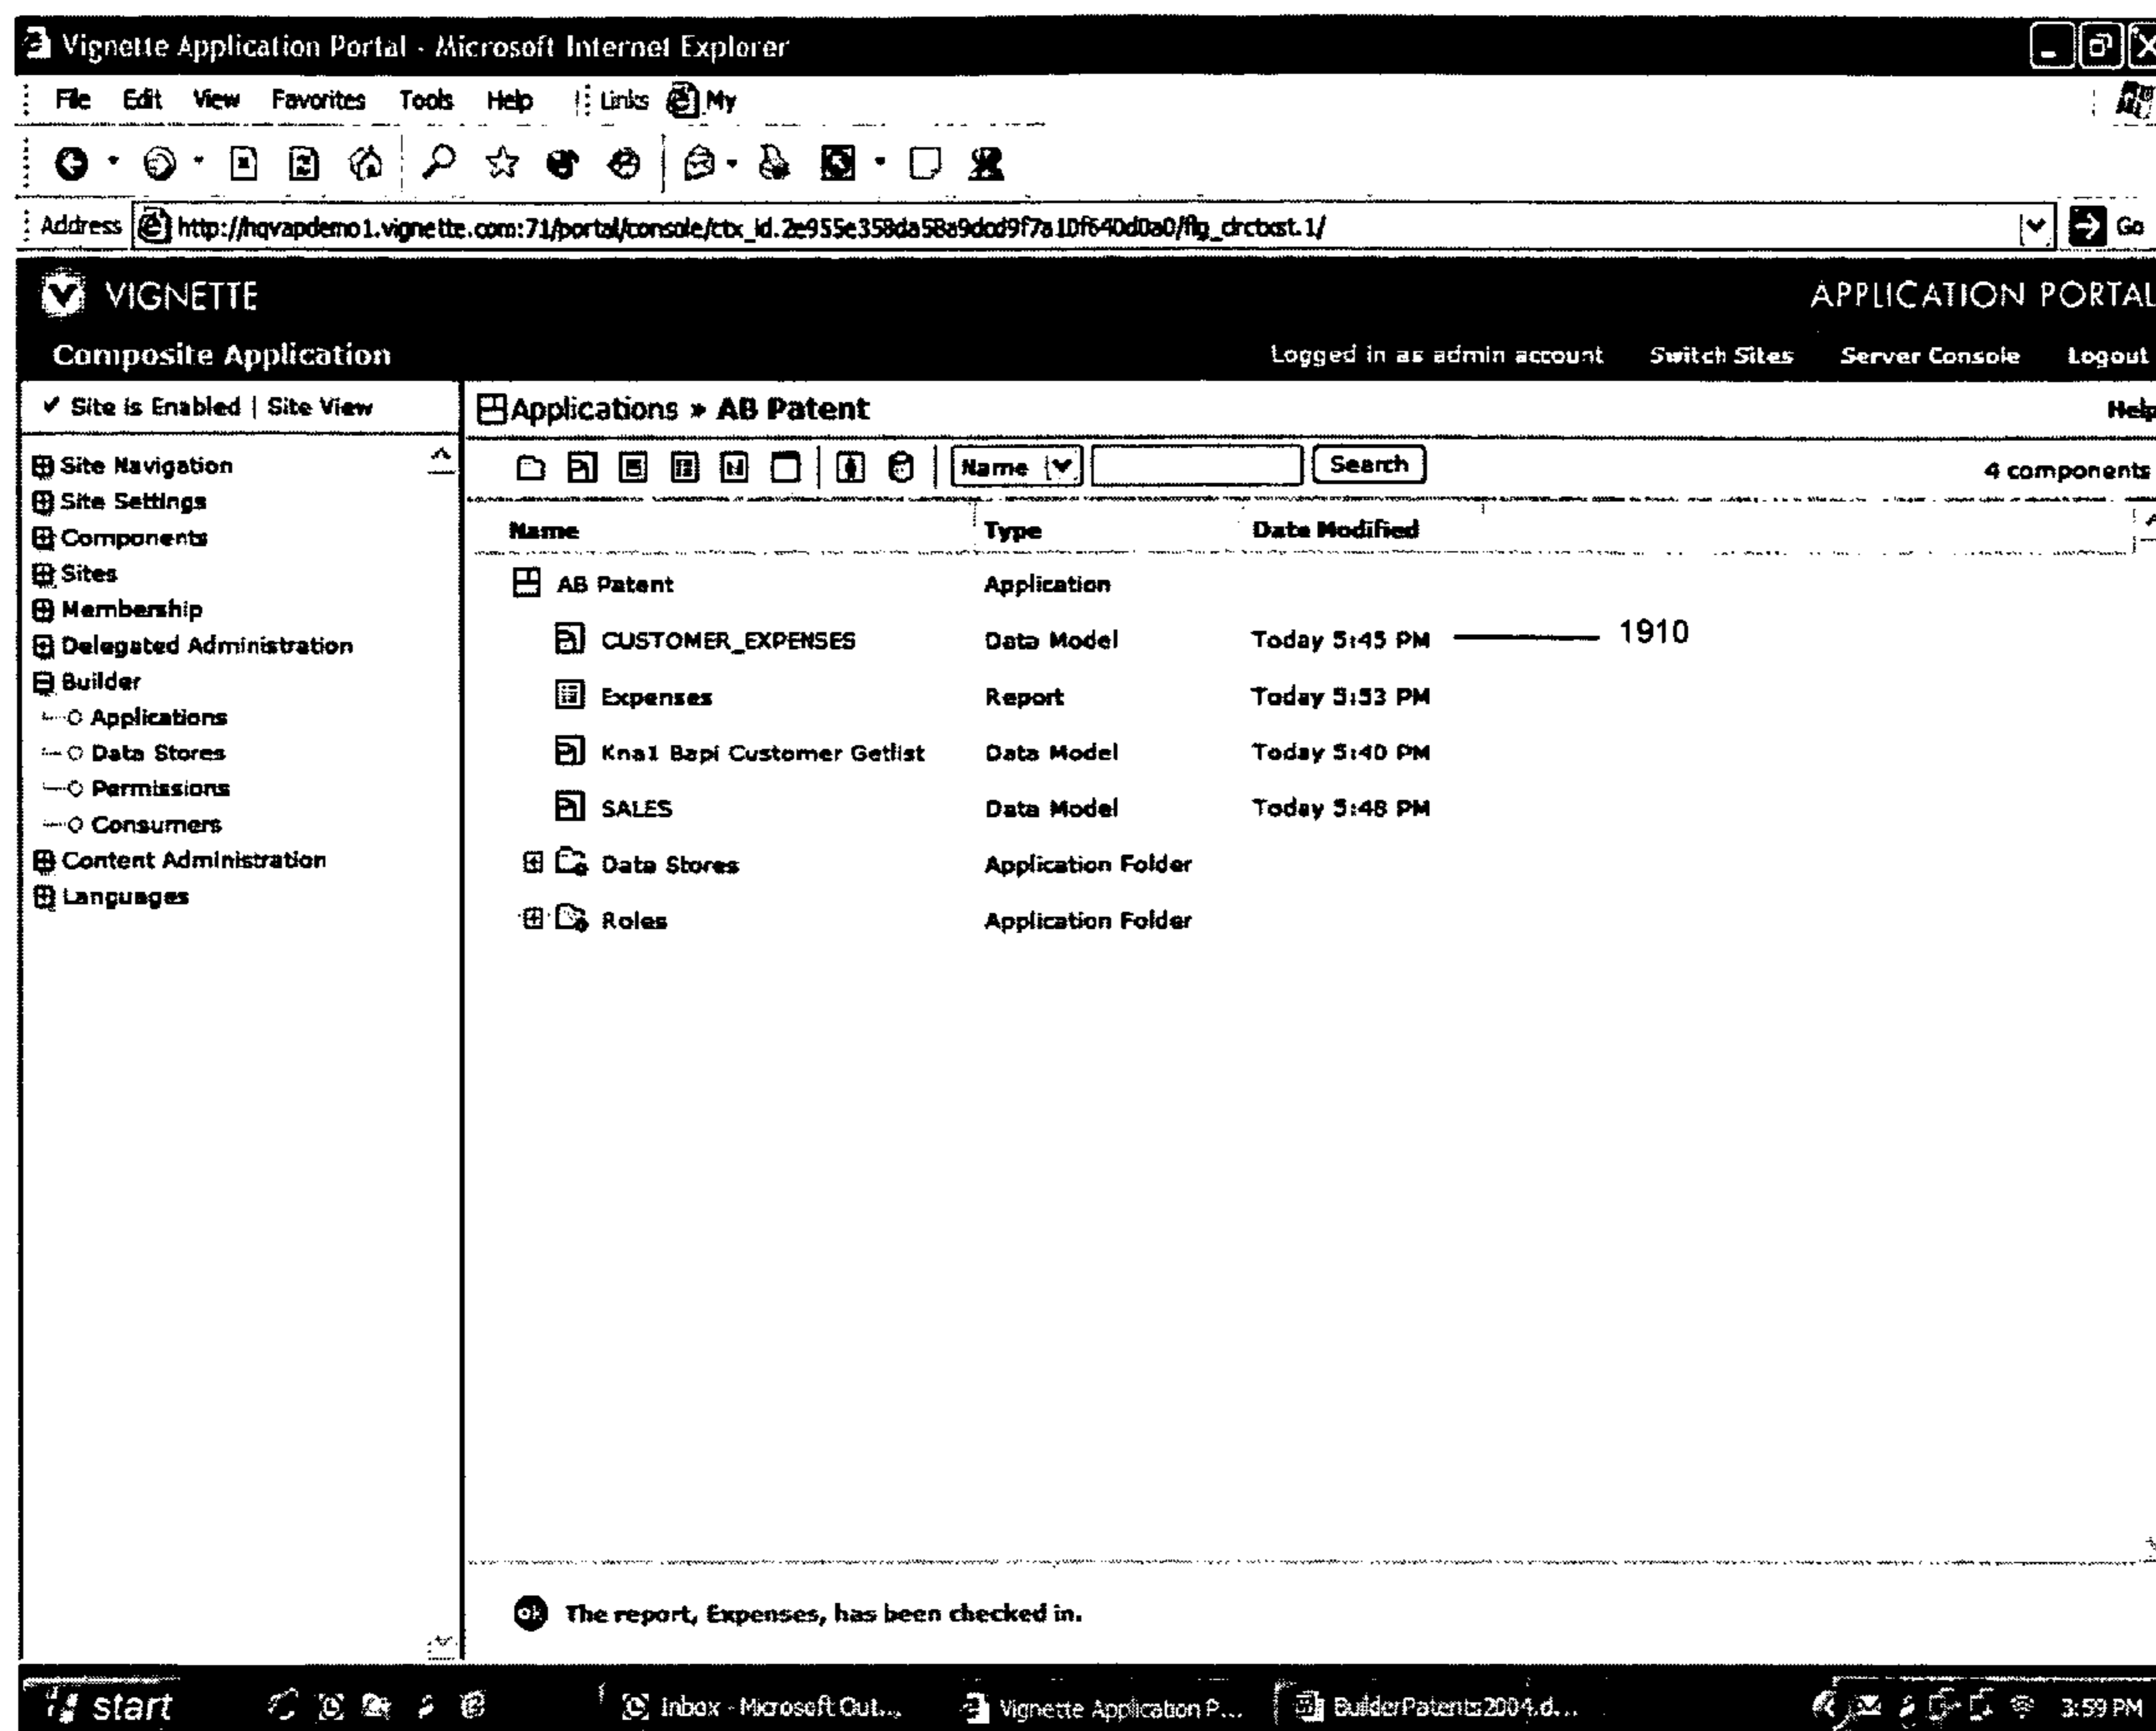 Vignette Application Portal - Microsoft Internet Explorer
File Edit View Favorites Tools Help Links My
Address http://hqvapdemo1.vignette.com:71/portal/console/ctx_id.2e955e358da58a9dcd9f7a10f640d0a0/flg_drctxst.1/ Go
VIGNETTE APPLICATION PORTAL
Composite Application Logged in as admin account Switch Sites Server Console Logout
✔ Site is Enabled | Site View
Applications » AB Patent Help
Name Search 4 components
Site Navigation
Site Settings
Components
Sites
Membership
Delegated Administration
Builder
Applications
Data Stores
Permissions
Consumers
Content Administration
Languages
Name Type Date Modified
AB Patent Application
CUSTOMER_EXPENSES Data Model Today 5:45 PM 1910
Expenses Report Today 5:53 PM
Kna1 Bapi Customer Getlist Data Model Today 5:40 PM
SALES Data Model Today 5:48 PM
Data Stores Application Folder
Roles Application Folder
ok The report, Expenses, has been checked in.
start Inbox - Microsoft Out... Vignette Application P... BuilderPatents2004.d... 3:59 PM